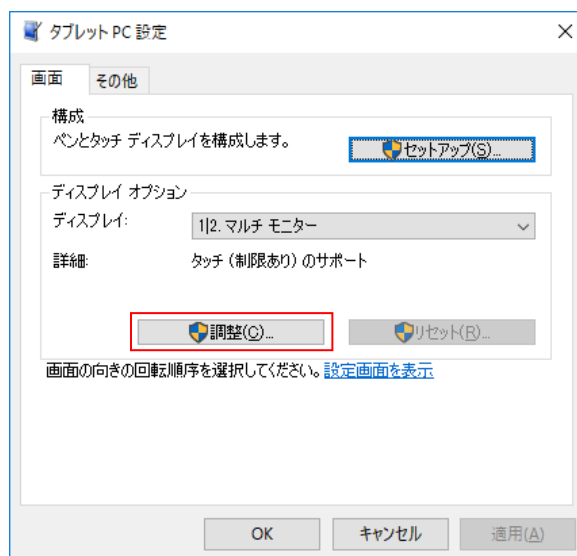 タブレット PC 設定
画面
その他
構成
ペンとタッチ ディスプレイを構成します。
セットアップ(S)...
ディスプレイ オプション
ディスプレイ:
1|2. マルチ モニター
詳細:
タッチ (制限あり) のサポート
調整(C)...
リセット(R)...
画面の向きの回転順序を選択してください。設定画面を表示
OK
キャンセル
適用(A)